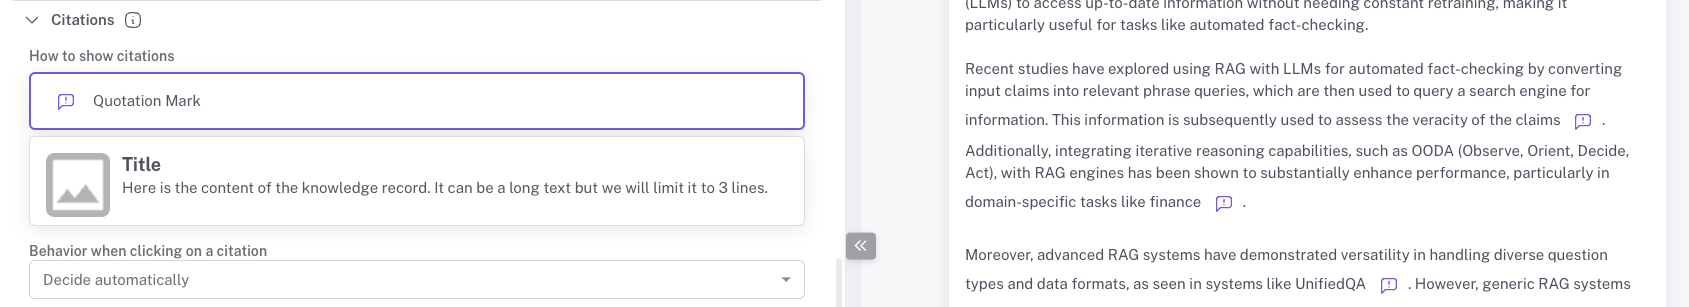 Citations
How to show citations
Quotation Mark
Title
Here is the content of the knowledge record. It can be a long text but we will limit it to 3 lines.
Behavior when clicking on a citation
Decide automatically
(LLMs) to access up-to-date information without needing constant retraining, making it
particularly useful for tasks like automated fact-checking.
Recent studies have explored using RAG with LLMs for automated fact-checking by converting
input claims into relevant phrase queries, which are then used to query a search engine for
information. This information is subsequently used to assess the veracity of the claims .
Additionally, integrating iterative reasoning capabilities, such as OODA (Observe, Orient, Decide,
Act), with RAG engines has been shown to substantially enhance performance, particularly in
domain-specific tasks like finance .
Moreover, advanced RAG systems have demonstrated versatility in handling diverse question
types and data formats, as seen in systems like UnifiedQA . However, generic RAG systems